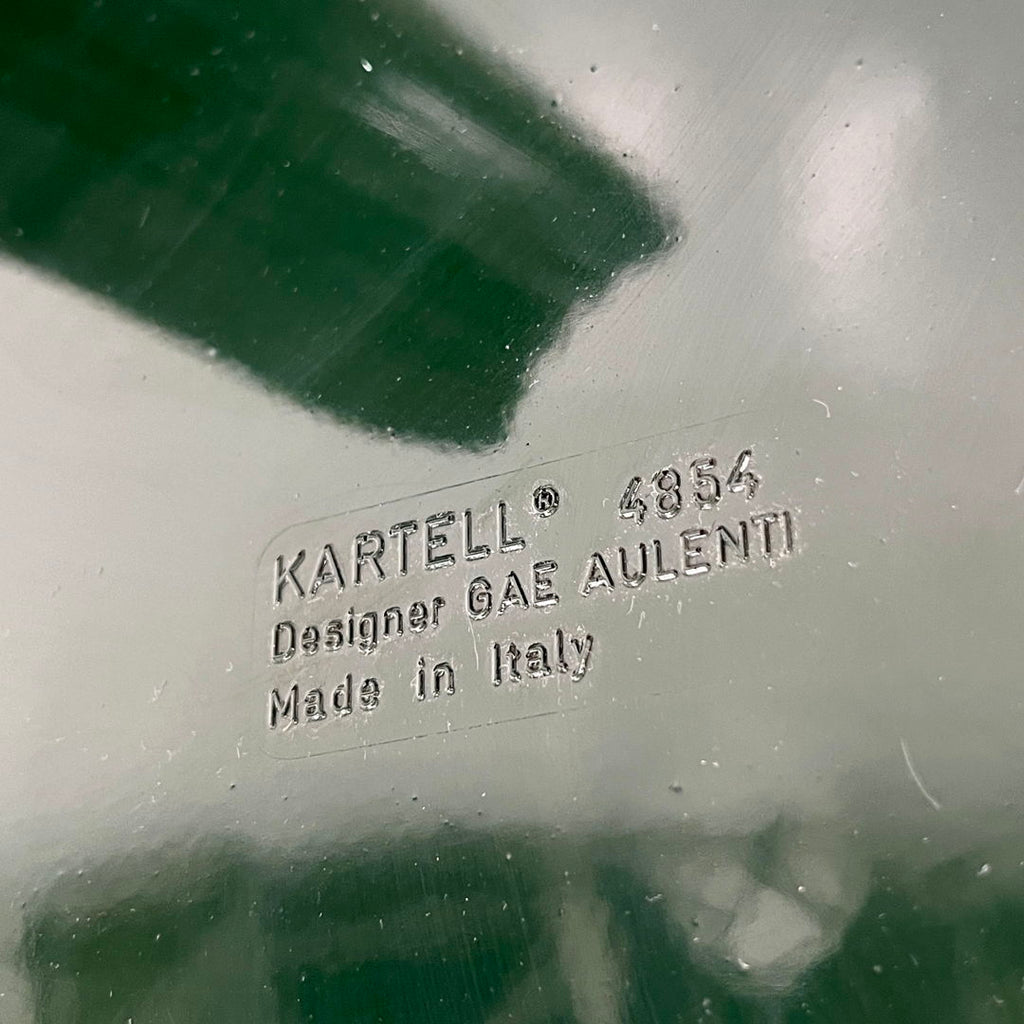 KARTELL® 4854
Designer GAE AULENTI
Made in Italy